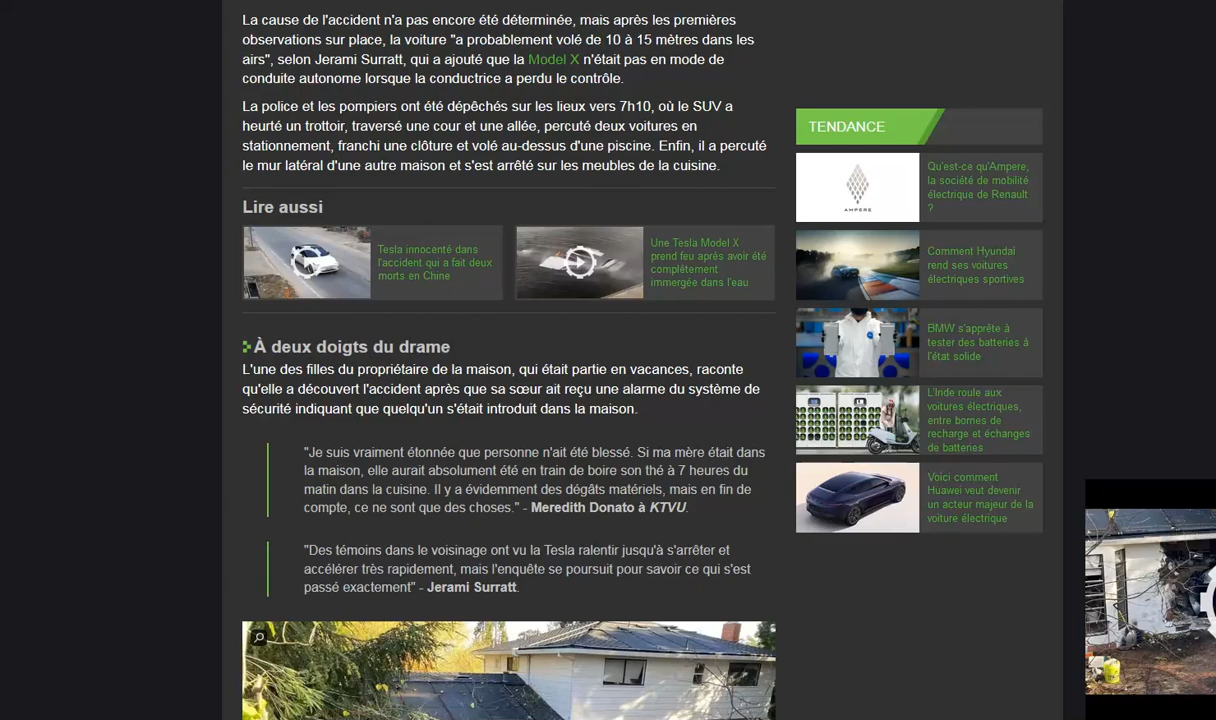 La cause de l'accident n'a pas encore été déterminée, mais après les premières
observations sur place, la voiture "a probablement volé de 10 à 15 mètres dans les
airs", selon Jerami Surratt, qui a ajouté que la Model X n'était pas en mode de
conduite autonome lorsque la conductrice a perdu le contrôle.
La police et les pompiers ont été dépêchés sur les lieux vers 7h10, où le SUV a
heurté un trottoir, traversé une cour et une allée, percuté deux voitures en
stationnement, franchi une clôture et volé au-dessus d'une piscine. Enfin, il a percuté
le mur latéral d'une autre maison et s'est arrêté sur les meubles de la cuisine.
Lire aussi
Tesla innocenté dans
l'accident qui a fait deux
morts en Chine
Une Tesla Model X
prend feu après avoir été
complètement
immergée dans l'eau
À deux doigts du drame
L'une des filles du propriétaire de la maison, qui était partie en vacances, raconte
qu'elle a découvert l'accident après que sa sœur ait reçu une alarme du système de
sécurité indiquant que quelqu'un s'était introduit dans la maison.
"Je suis vraiment étonnée que personne n'ait été blessé. Si ma mère était dans
la maison, elle aurait absolument été en train de boire son thé à 7 heures du
matin dans la cuisine. Il y a évidemment des dégâts matériels, mais en fin de
compte, ce ne sont que des choses." - Meredith Donato à KTVU.
"Des témoins dans le voisinage ont vu la Tesla ralentir jusqu'à s'arrêter et
accélérer très rapidement, mais l'enquête se poursuit pour savoir ce qui s'est
passé exactement" - Jerami Surratt.
TENDANCE
AMPERE
Qu'est-ce qu'Ampere,
la société de mobilité
électrique de Renault
?
Comment Hyundai
rend ses voitures
électriques sportives
BMW s'apprête à
tester des batteries à
l'état solide
L'Inde roule aux
voitures électriques,
entre bornes de
recharge et échanges
de batteries
Voici comment
Huawei veut devenir
un acteur majeur de la
voiture électrique